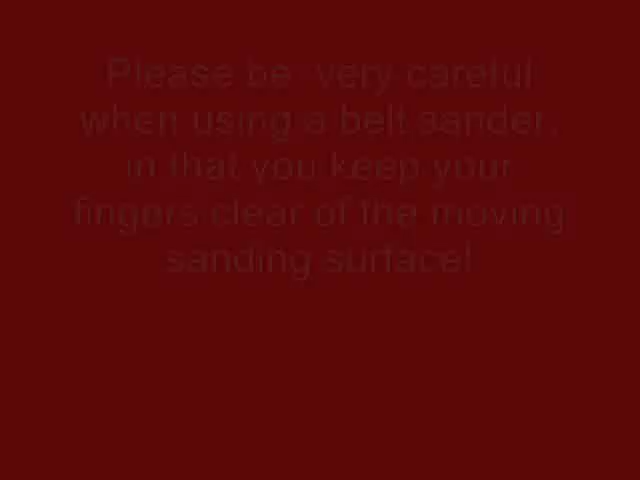 Please be very careful
when using a belt sander,
in that you keep your
fingers clear of the moving
sanding surface!